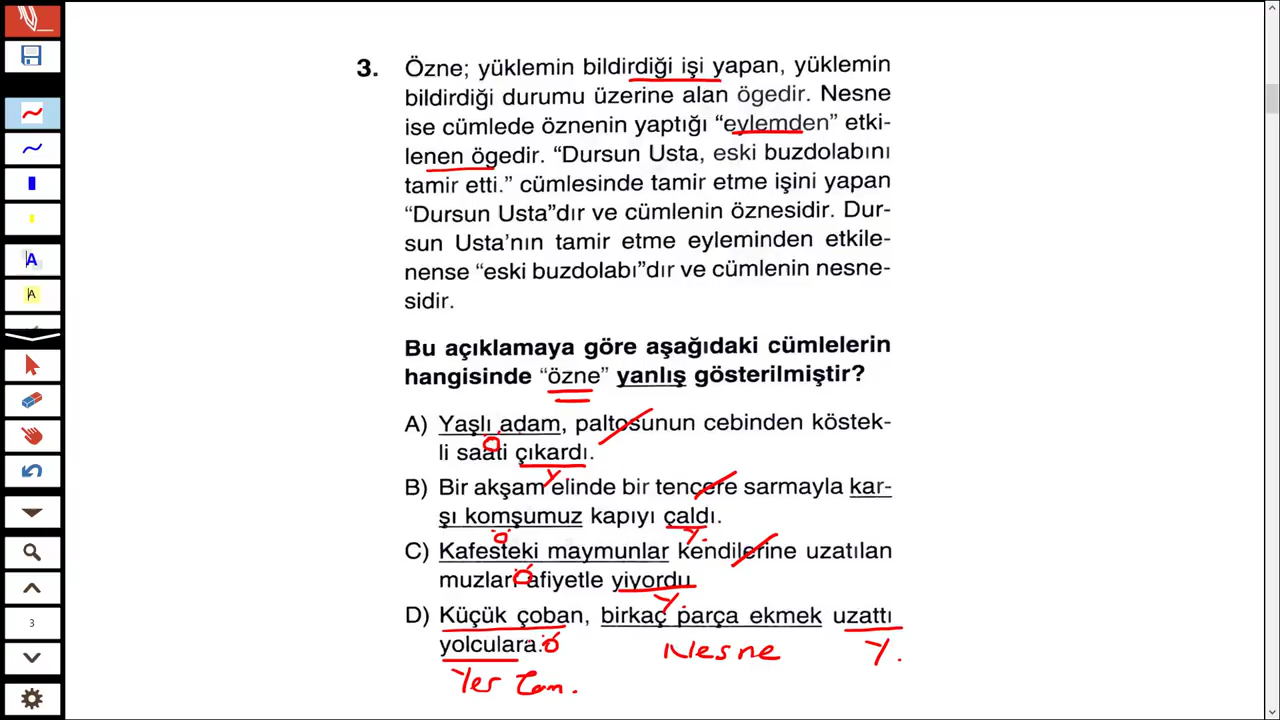 3. Özne; yüklemin bildirdiği işi yapan, yüklemin
bildirdiği durumu üzerine alan ögedir. Nesne
ise cümlede öznenin yaptığı “eylemden” etki-
lenen ögedir. “Dursun Usta, eski buzdolabını
tamir etti.” cümlesinde tamir etme işini yapan
“Dursun Usta”dır ve cümlenin öznesidir. Dur-
sun Usta’nın tamir etme eyleminden etkile-
nense “eski buzdolabı”dır ve cümlenin nesne-
sidir.
Bu açıklamaya göre aşağıdaki cümlelerin
hangisinde “özne” yanlış gösterilmiştir?
A) Yaşlı adam, paltosunun cebinden köstek-
Ö
li saati çıkardı.
Y
B) Bir akşam elinde bir tencere sarmayla kar-
şı komşumuz kapıyı çaldı.
Ö Y.
C) Kafesteki maymunlar kendilerine uzatılan
muzları afiyetle yiyordu
Ö
Y.
D) Küçük çoban, birkaç parça ekmek uzattı
yolculara. Ö
Nesne Y.
Yer Tam.
A
A
3